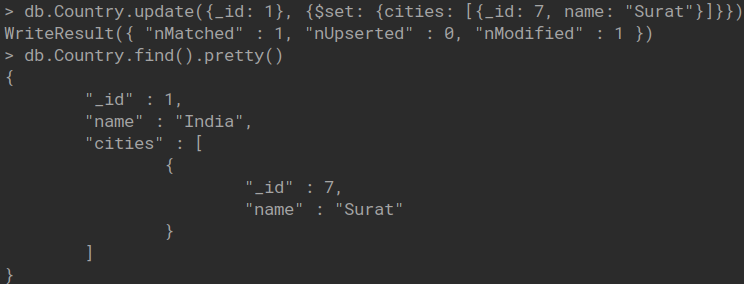 > db.Country.update({_id: 1}, {$set: {cities: [{_id: 7, name: "Surat"}]}})
WriteResult({ "nMatched" : 1, "nUpserted" : 0, "nModified" : 1 })
> db.Country.find().pretty()
{
        "_id" : 1,
        "name" : "India",
        "cities" : [
                {
                        "_id" : 7,
                        "name" : "Surat"
                }
        ]
}